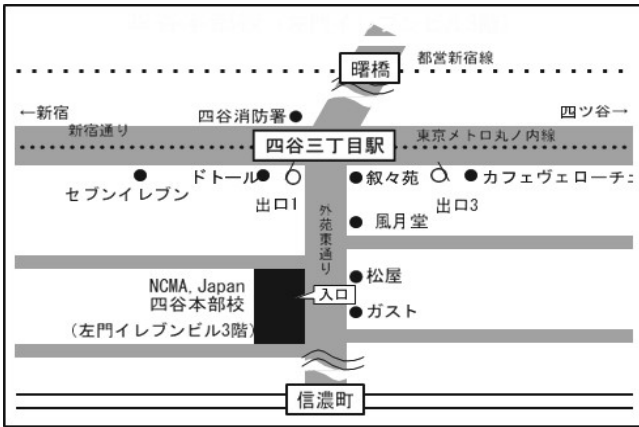 都営新宿線
曙橋
←新宿
四谷消防署
四ツ谷→
新宿通り
四谷三丁目駅
東京メトロ丸ノ内線
セブンイレブン
ドトール
出口1
叙々苑
出口3
カフェヴェローチェ
外苑東通り
風月堂
NCMA, Japan
四谷本部校
(左門イレブンビル3階)
入口
松屋
ガスト
信濃町